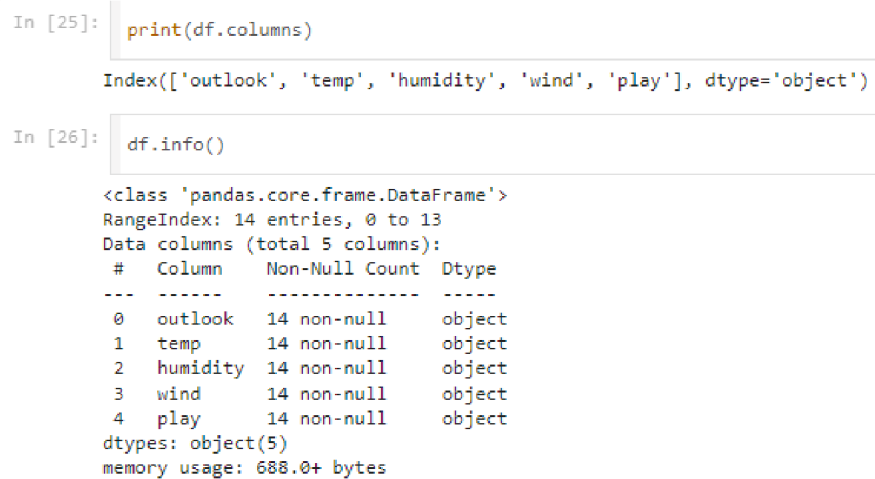 In [25]: print(df.columns)
Index(['outlook', 'temp', 'humidity', 'wind', 'play'], dtype='object')
In [26]: df.info()
<class 'pandas.core.frame.DataFrame'>
RangeIndex: 14 entries, 0 to 13
Data columns (total 5 columns):
 #   Column    Non-Null Count  Dtype
---  ------    --------------  -----
 0   outlook   14 non-null     object
 1   temp      14 non-null     object
 2   humidity  14 non-null     object
 3   wind      14 non-null     object
 4   play      14 non-null     object
dtypes: object(5)
memory usage: 688.0+ bytes